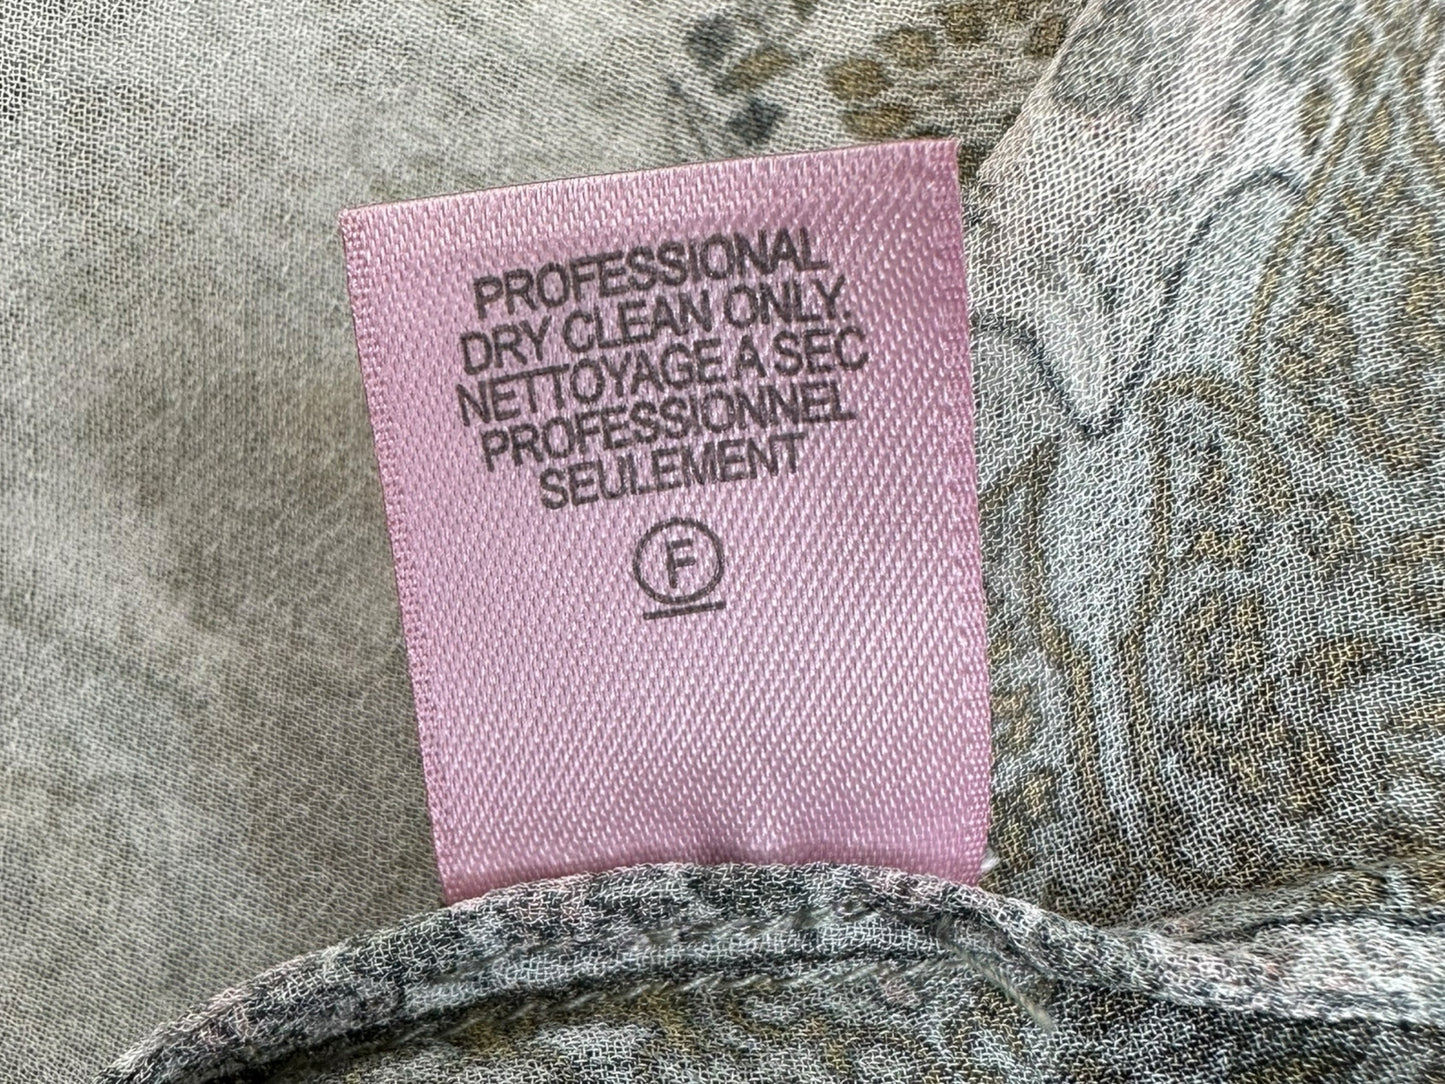 PROFESSIONAL
DRY CLEAN ONLY.
NETTOYAGE A SEC
PROFESSIONNEL
SEULEMENT
F